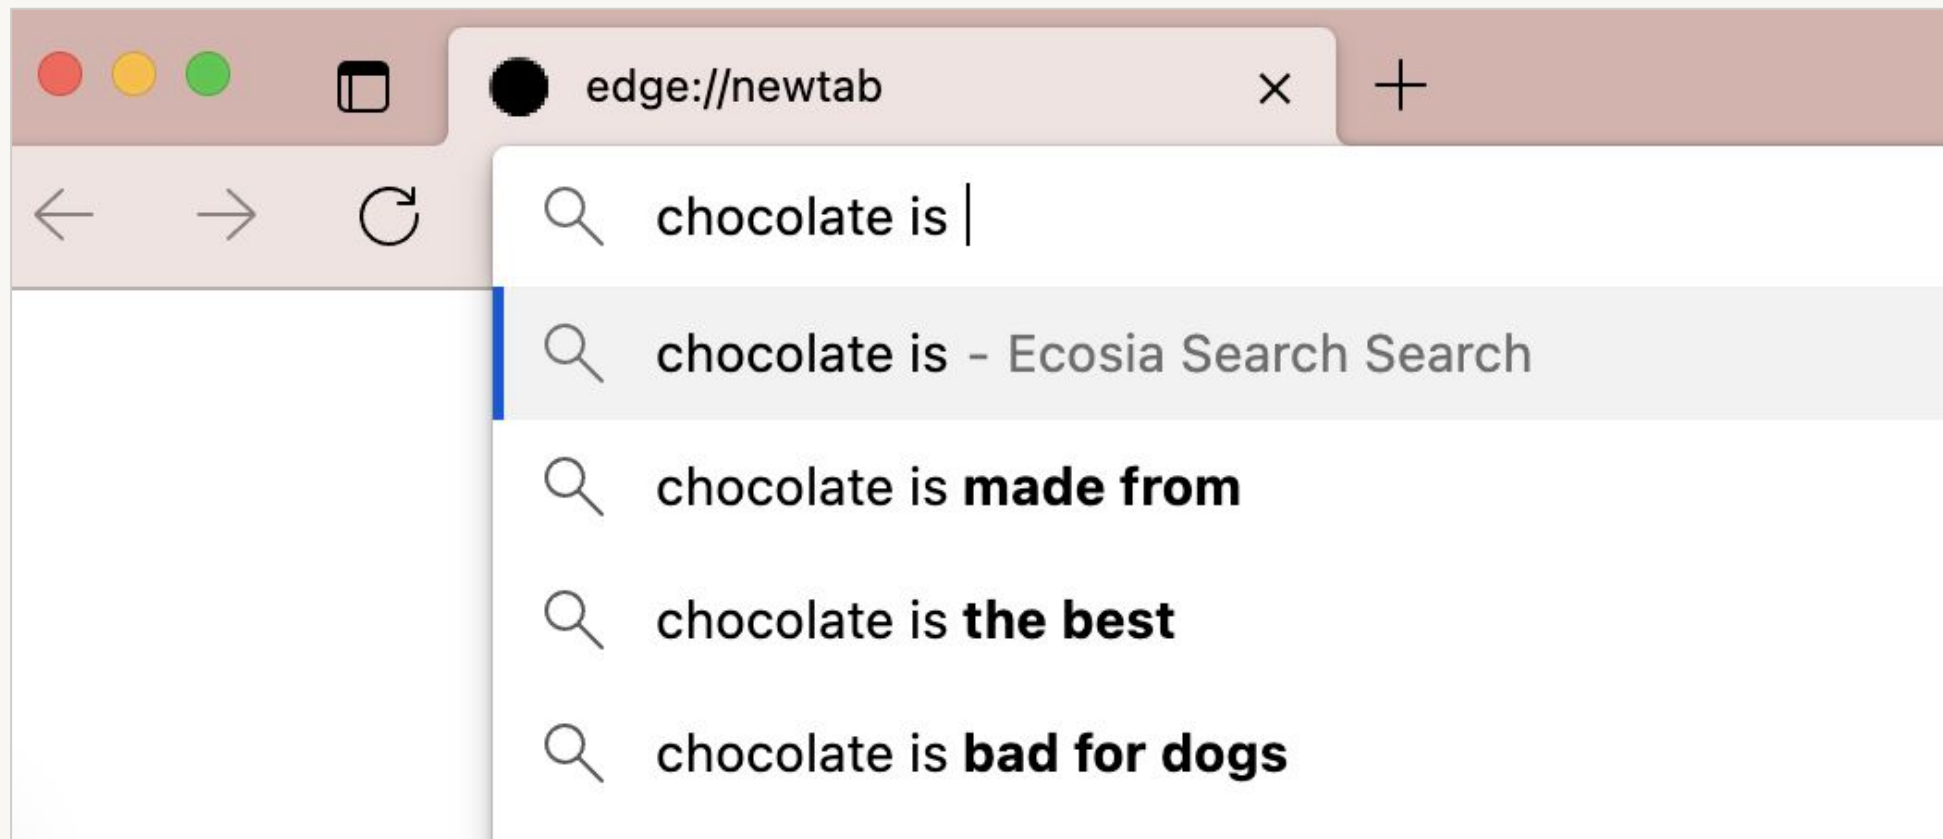 edge://newtab
chocolate is
chocolate is - Ecosia Search Search
chocolate is made from
chocolate is the best
chocolate is bad for dogs